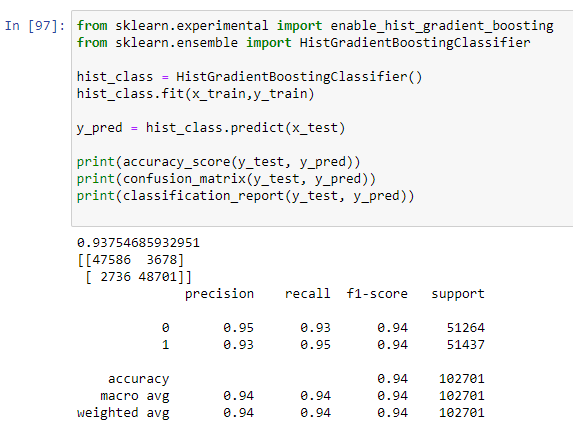 In [97]: from sklearn.experimental import enable_hist_gradient_boosting
from sklearn.ensemble import HistGradientBoostingClassifier
hist_class = HistGradientBoostingClassifier()
hist_class.fit(x_train,y_train)
y_pred = hist_class.predict(x_test)
print(accuracy_score(y_test, y_pred))
print(confusion_matrix(y_test, y_pred))
print(classification_report(y_test, y_pred))
0.93754685932951
[[47586  3678]
 [ 2736 48701]]
              precision    recall  f1-score   support
           0       0.95      0.93      0.94     51264
           1       0.93      0.95      0.94     51437
    accuracy                           0.94    102701
   macro avg       0.94      0.94      0.94    102701
weighted avg       0.94      0.94      0.94    102701